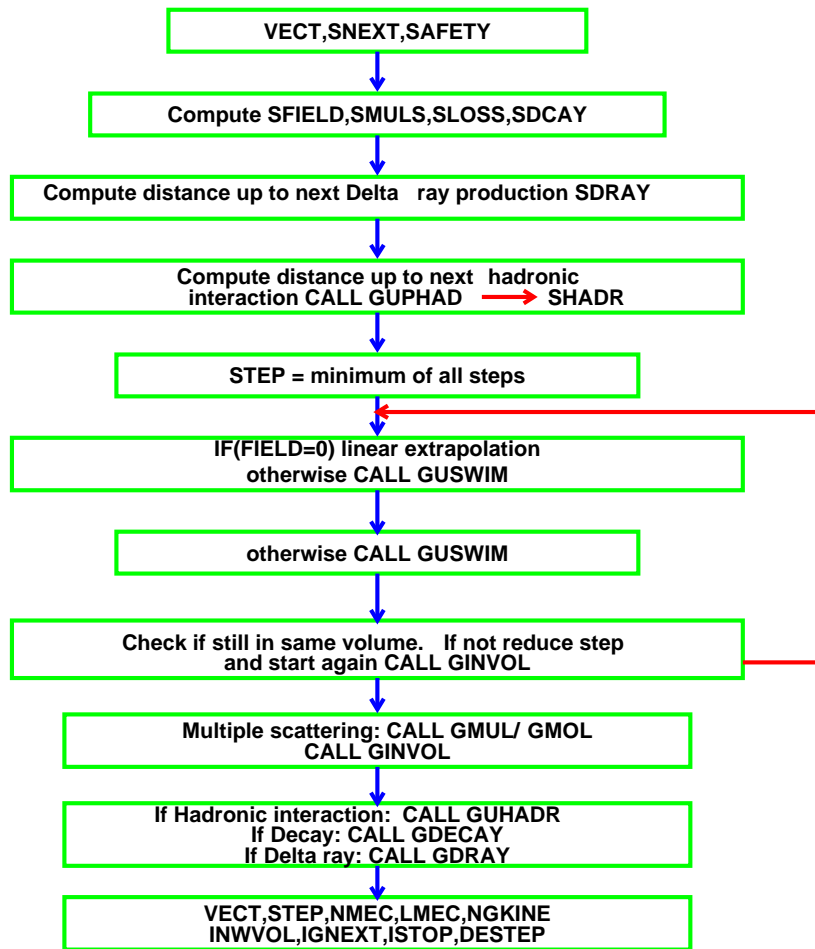 VECT,SNEXT,SAFETY
Compute SFIELD,SMULS,SLOSS,SDCAY
Compute distance up to next Delta ray production SDRAY
Compute distance up to next hadronic
interaction CALL GUPHAD SHADR
STEP = minimum of all steps
IF(FIELD=0) linear extrapolation
otherwise CALL GUSWIM
otherwise CALL GUSWIM
Check if still in same volume. If not reduce step
and start again CALL GINVOL
Multiple scattering: CALL GMUL/ GMOL
CALL GINVOL
If Hadronic interaction: CALL GUHADR
If Decay: CALL GDECAY
If Delta ray: CALL GDRAY
VECT,STEP,NMEC,LMEC,NGKINE
INWVOL,IGNEXT,ISTOP,DESTEP